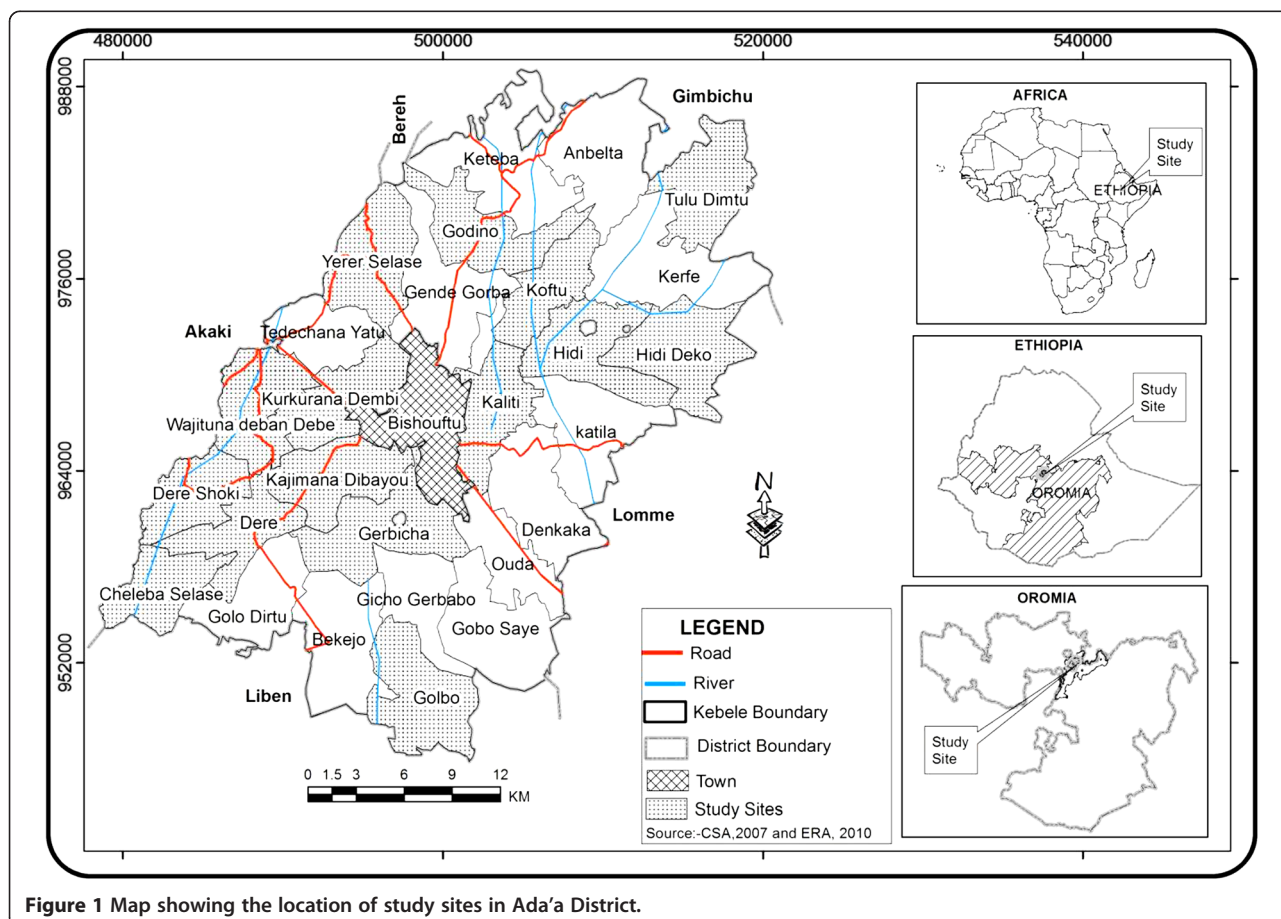 480000
500000
520000
540000
988000
976000
964000
952000
Bereh
Gimbichu
Keteba
Anbelta
Tulu Dimtu
Godino
Yerer Selase
Kerfe
Gende Gorba
Koftu
Akaki
Tedechana Yatu
Hidi
Hidi Deko
Kurkurana Dembi
Kaliti
Wajituna deban Debe
Bishouftu
katila
Kajimana Dibayou
Dere Shoki
Lomme
Dere
Gerbicha
Denkaka
Ouda
Cheleba Selase
Gicho Gerbabo
Golo Dirtu
Gobo Saye
Bekejo
Liben
Golbo
N
0 1.5 3 6 9 12
KM
LEGEND
Road
River
Kebele Boundary
District Boundary
Town
Study Sites
Source:-CSA,2007 and ERA, 2010
AFRICA
Study
Site
ETHIOPIA
ETHIOPIA
Study
Site
OROMIA
OROMIA
Study
Site
Figure 1 Map showing the location of study sites in Ada'a District.